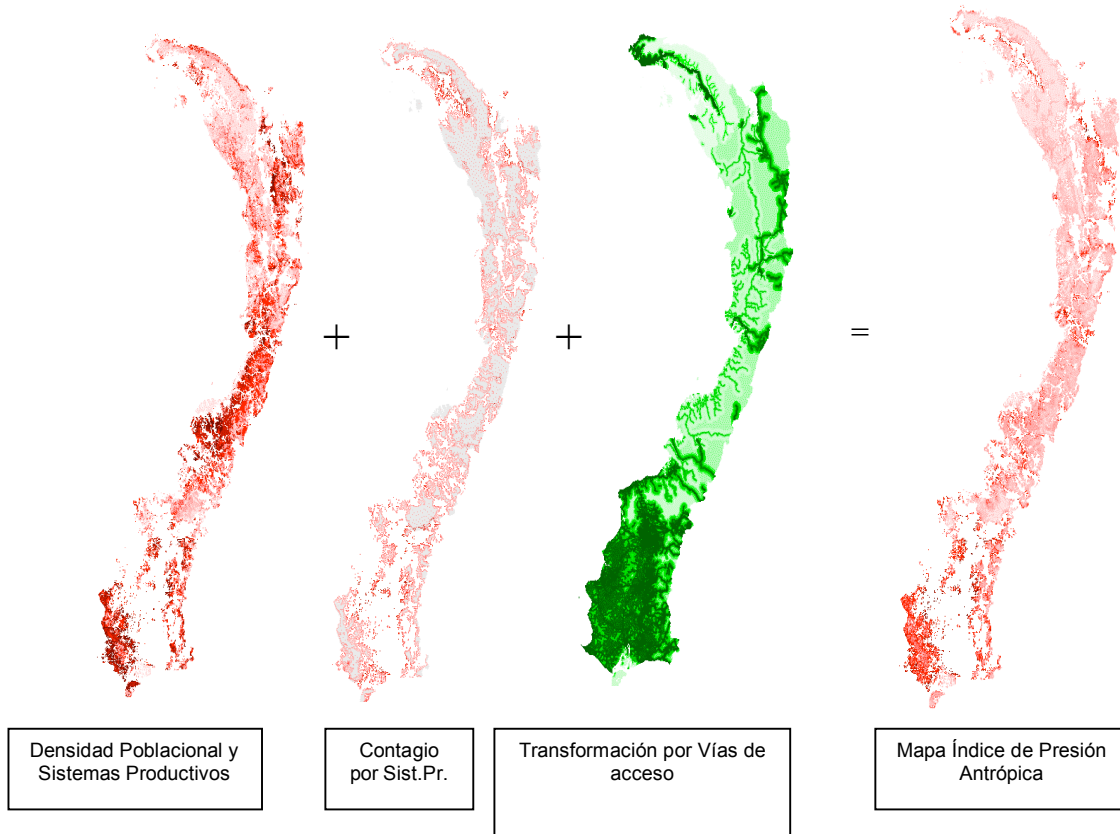 +
+
=
Densidad Poblacional y
Sistemas Productivos
Contagio
por Sist.Pr.
Transformación por Vías de
acceso
Mapa Índice de Presión
Antrópica